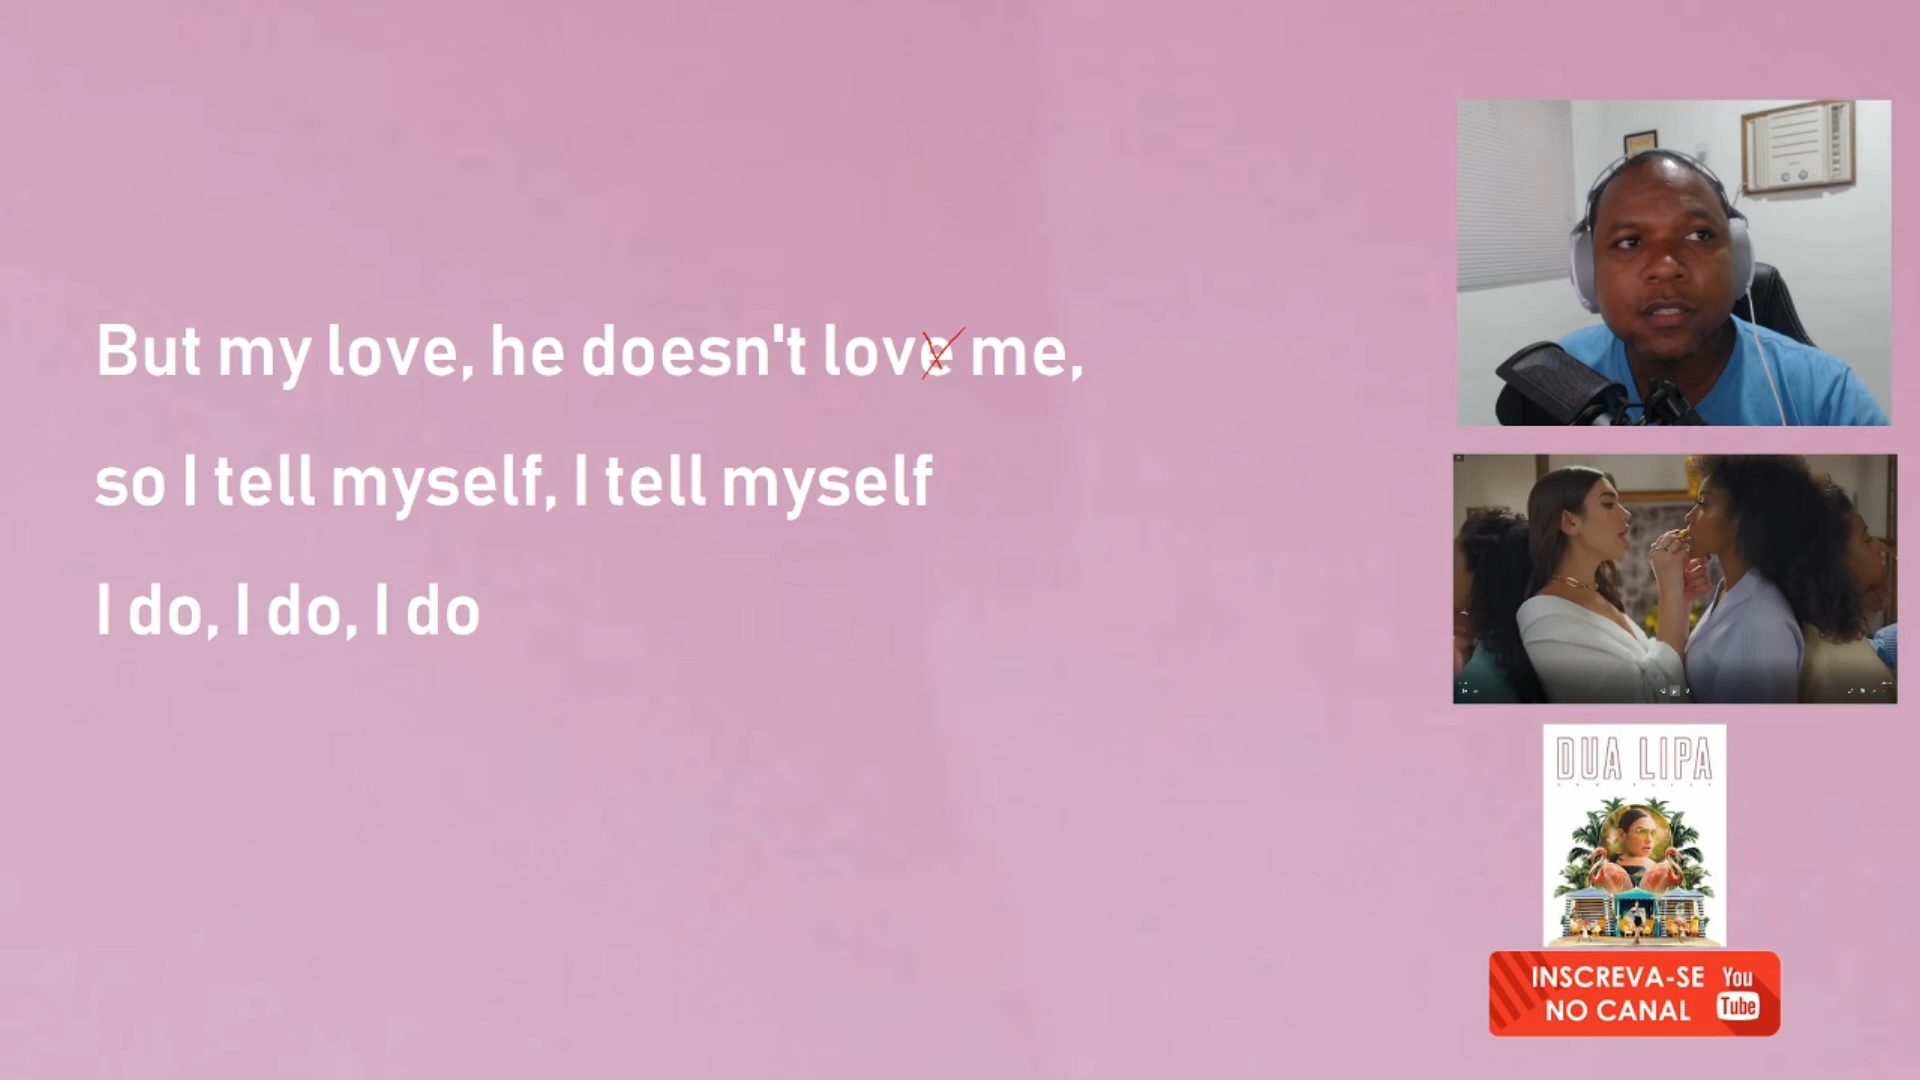 But my love, he doesn't love me,
so I tell myself, I tell myself
I do, I do, I do
DUA LIPA
INSCREVA-SE
NO CANAL
You
Tube